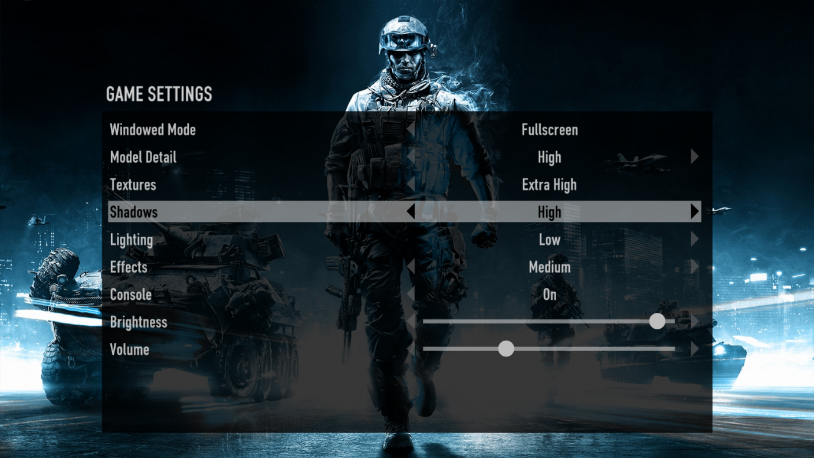 GAME SETTINGS
Windowed Mode Fullscreen
Model Detail High
Textures Extra High
Shadows High
Lighting Low
Effects Medium
Console On
Brightness
Volume